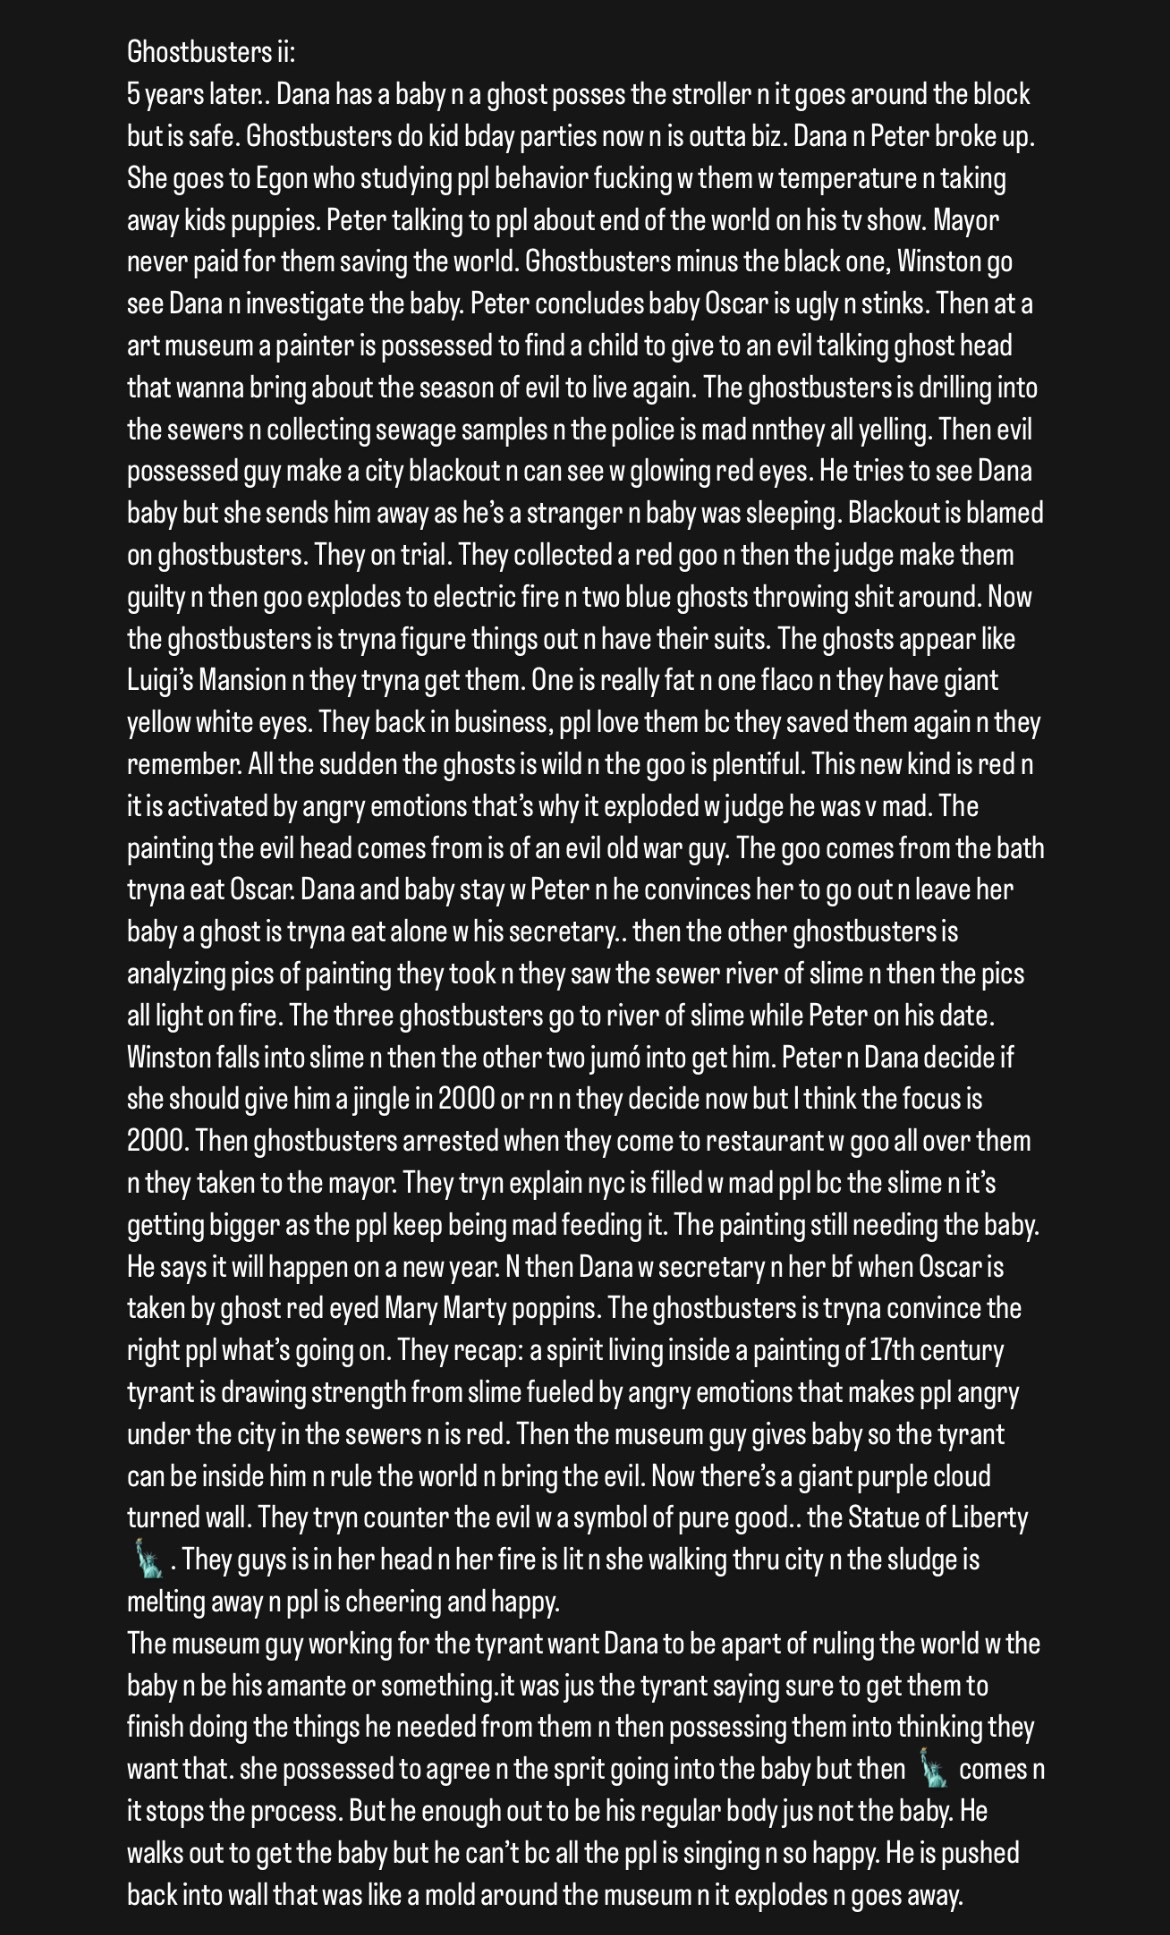 Ghostbusters ii:
5 years later.. Dana has a baby n a ghost posses the stroller n it goes around the block
but is safe. Ghostbusters do kid bday parties now n is outta biz. Dana n Peter broke up.
She goes to Egon who studying ppl behavior fucking w them w temperature n taking
away kids puppies. Peter talking to ppl about end of the world on his tv show. Mayor
never paid for them saving the world. Ghostbusters minus the black one, Winston go
see Dana n investigate the baby. Peter concludes baby Oscar is ugly n stinks. Then at a
art museum a painter is possessed to find a child to give to an evil talking ghost head
that wanna bring about the season of evil to live again. The ghostbusters is drilling into
the sewers n collecting sewage samples n the police is mad nnthey all yelling. Then evil
possessed guy make a city blackout n can see w glowing red eyes. He tries to see Dana
baby but she sends him away as he’s a stranger n baby was sleeping. Blackout is blamed
on ghostbusters. They on trial. They collected a red goo n then the judge make them
guilty n then goo explodes to electric fire n two blue ghosts throwing shit around. Now
the ghostbusters is tryna figure things out n have their suits. The ghosts appear like
Luigi’s Mansion n they tryna get them. One is really fat n one flaco n they have giant
yellow white eyes. They back in business, ppl love them bc they saved them again n they
remember. All the sudden the ghosts is wild n the goo is plentiful. This new kind is red n
it is activated by angry emotions that’s why it exploded w judge he was v mad. The
painting the evil head comes from is of an evil old war guy. The goo comes from the bath
tryna eat Oscar. Dana and baby stay w Peter n he convinces her to go out n leave her
baby a ghost is tryna eat alone w his secretary.. then the other ghostbusters is
analyzing pics of painting they took n they saw the sewer river of slime n then the pics
all light on fire. The three ghostbusters go to river of slime while Peter on his date.
Winston falls into slime n then the other two jumó into get him. Peter n Dana decide if
she should give him a jingle in 2000 or rn n they decide now but I think the focus is
2000. Then ghostbusters arrested when they come to restaurant w goo all over them
n they taken to the mayor. They tryn explain nyc is filled w mad ppl bc the slime n it’s
getting bigger as the ppl keep being mad feeding it. The painting still needing the baby.
He says it will happen on a new year. N then Dana w secretary n her bf when Oscar is
taken by ghost red eyed Mary Marty poppins. The ghostbusters is tryna convince the
right ppl what’s going on. They recap: a spirit living inside a painting of 17th century
tyrant is drawing strength from slime fueled by angry emotions that makes ppl angry
under the city in the sewers n is red. Then the museum guy gives baby so the tyrant
can be inside him n rule the world n bring the evil. Now there’s a giant purple cloud
turned wall. They tryn counter the evil w a symbol of pure good.. the Statue of Liberty
🗽 . They guys is in her head n her fire is lit n she walking thru city n the sludge is
melting away n ppl is cheering and happy.
The museum guy working for the tyrant want Dana to be apart of ruling the world w the
baby n be his amante or something.it was jus the tyrant saying sure to get them to
finish doing the things he needed from them n then possessing them into thinking they
want that. she possessed to agree n the sprit going into the baby but then 🗽 comes n
it stops the process. But he enough out to be his regular body jus not the baby. He
walks out to get the baby but he can’t bc all the ppl is singing n so happy. He is pushed
back into wall that was like a mold around the museum n it explodes n goes away.